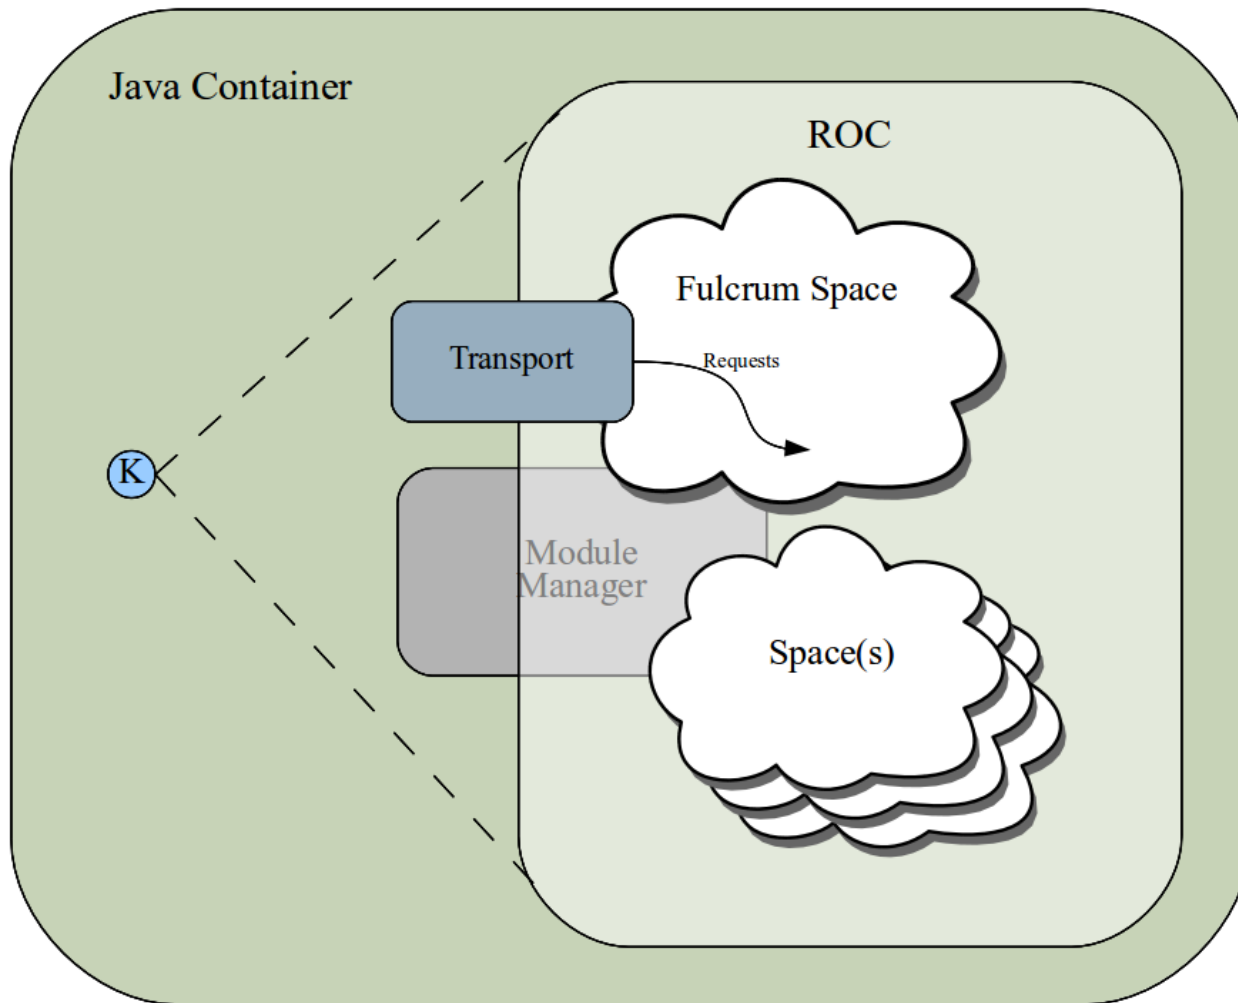 Java Container
ROC
Fulcrum Space
Transport
Requests
K
Module
Manager
Space(s)